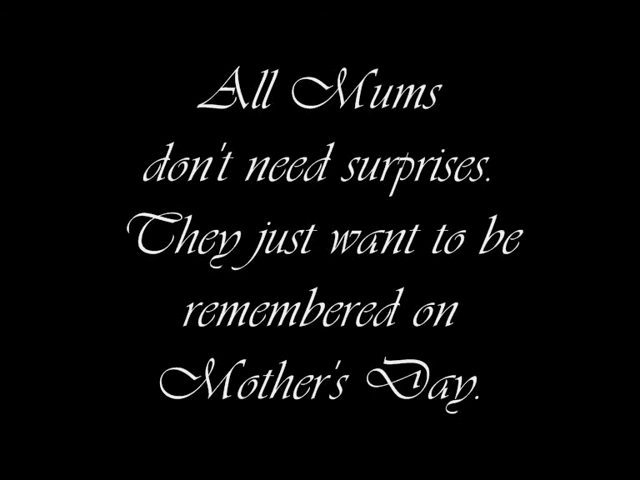 All Mums
don't need surprises.
They just want to be
remembered on
Mother's Day.